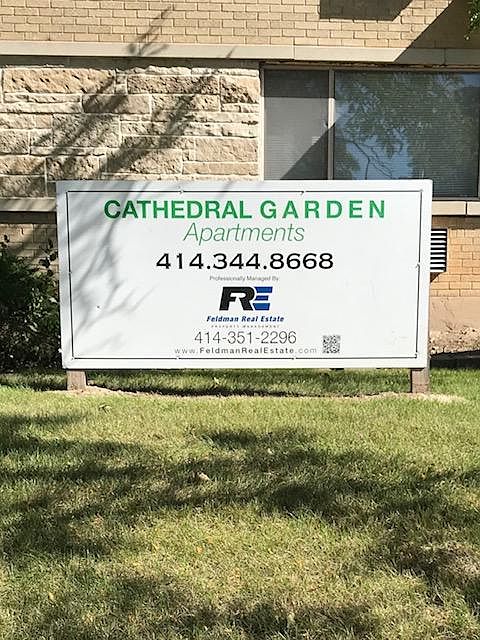 CATHEDRAL GARDEN
Apartments
414.344.8668
Professionally Managed By:
FRE
Feldman Real Estate
PROPERTY MANAGEMENT
414-351-2296
www.FeldmanRealEstate.com